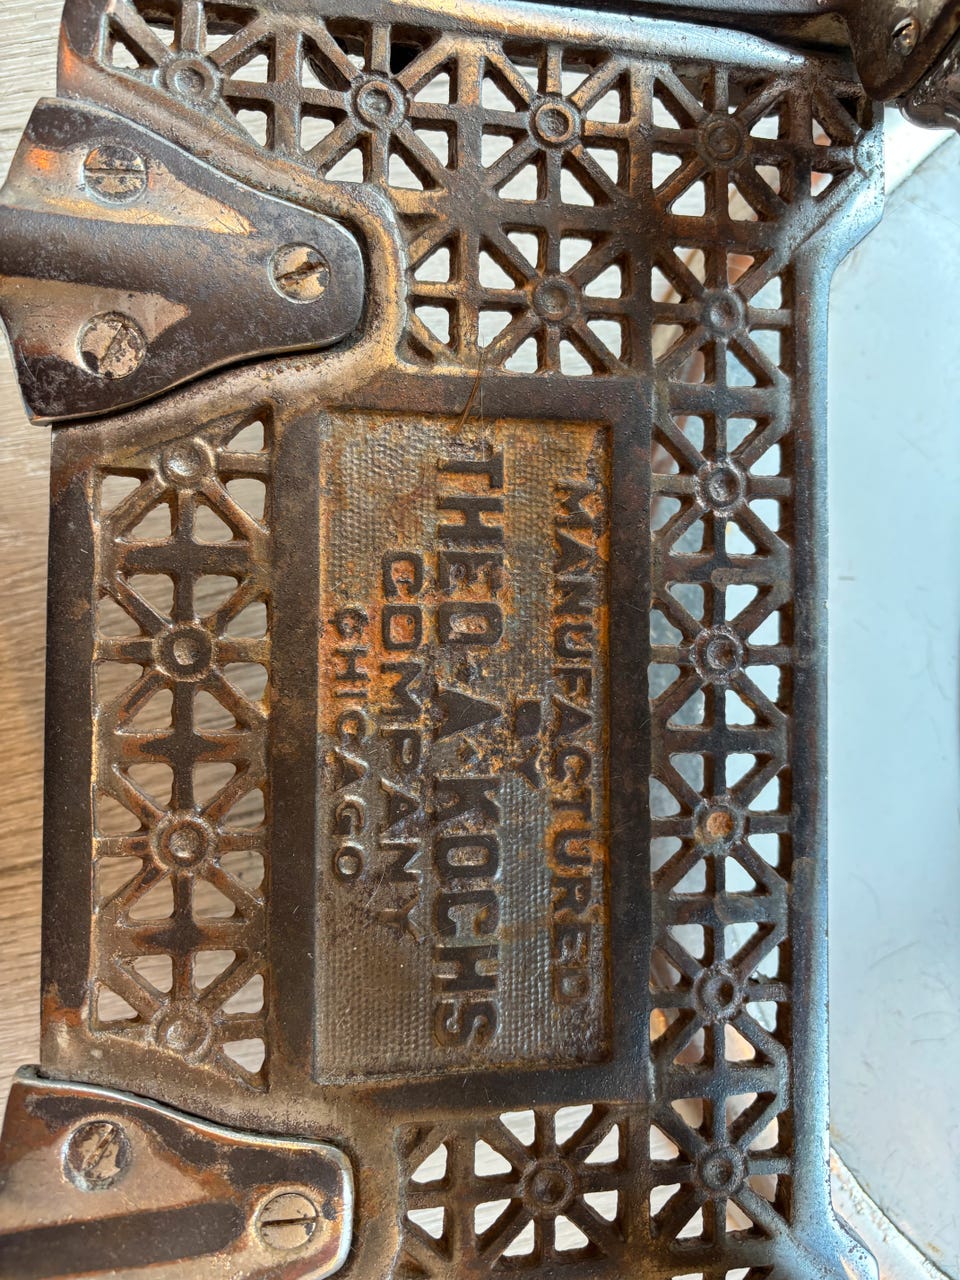 MANUFACTURED
BY
THEO·A·KOCHS
COMPANY
CHICAGO